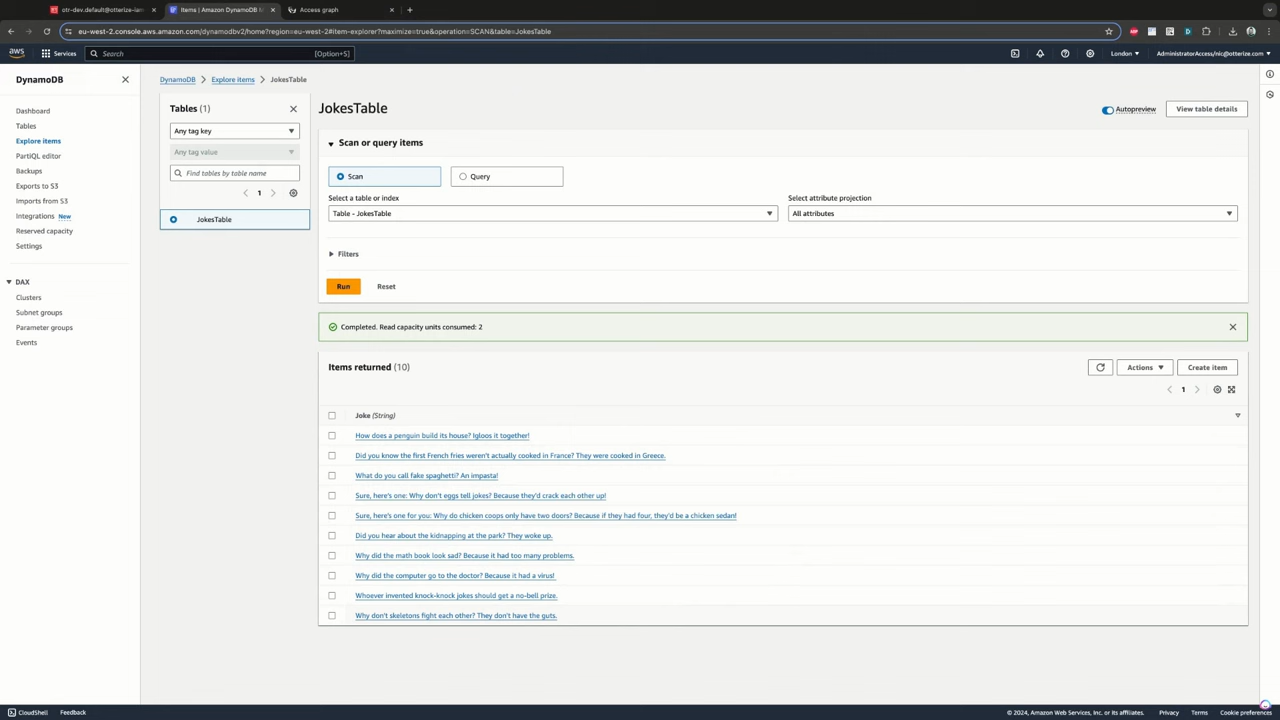 otr-dev.default@otterize-iam
Items | Amazon DynamoDB M
Access graph
eu-west-2.console.aws.amazon.com/dynamodbv2/home?region=eu-west-2#item-explorer?maximize=true&operation=SCAN&table=JokesTable
aws
Services
Search
[Option+S]
London
AdministratorAccess/nic@otterize.com
DynamoDB
Dashboard
Tables
Explore items
PartiQL editor
Backups
Exports to S3
Imports from S3
Integrations New
Reserved capacity
Settings
DAX
Clusters
Subnet groups
Parameter groups
Events
DynamoDB
Explore items
JokesTable
Tables (1)
Any tag key
Any tag value
Find tables by table name
1
JokesTable
JokesTable
Autopreview
View table details
Scan or query items
Scan
Query
Select a table or index
Table - JokesTable
Select attribute projection
All attributes
Filters
Run
Reset
Completed. Read capacity units consumed: 2
Items returned (10)
Actions
Create item
1
Joke (String)
How does a penguin build its house? Igloos it together!
Did you know the first French fries weren't actually cooked in France? They were cooked in Greece.
What do you call fake spaghetti? An impasta!
Sure, here's one: Why don't eggs tell jokes? Because they'd crack each other up!
Sure, here's one for you: Why do chicken coops only have two doors? Because if they had four, they'd be a chicken sedan!
Did you hear about the kidnapping at the park? They woke up.
Why did the math book look sad? Because it had too many problems.
Why did the computer go to the doctor? Because it had a virus!
Whoever invented knock-knock jokes should get a no-bell prize.
Why don't skeletons fight each other? They don't have the guts.
CloudShell
Feedback
© 2024, Amazon Web Services, Inc. or its affiliates.
Privacy
Terms
Cookie preferences